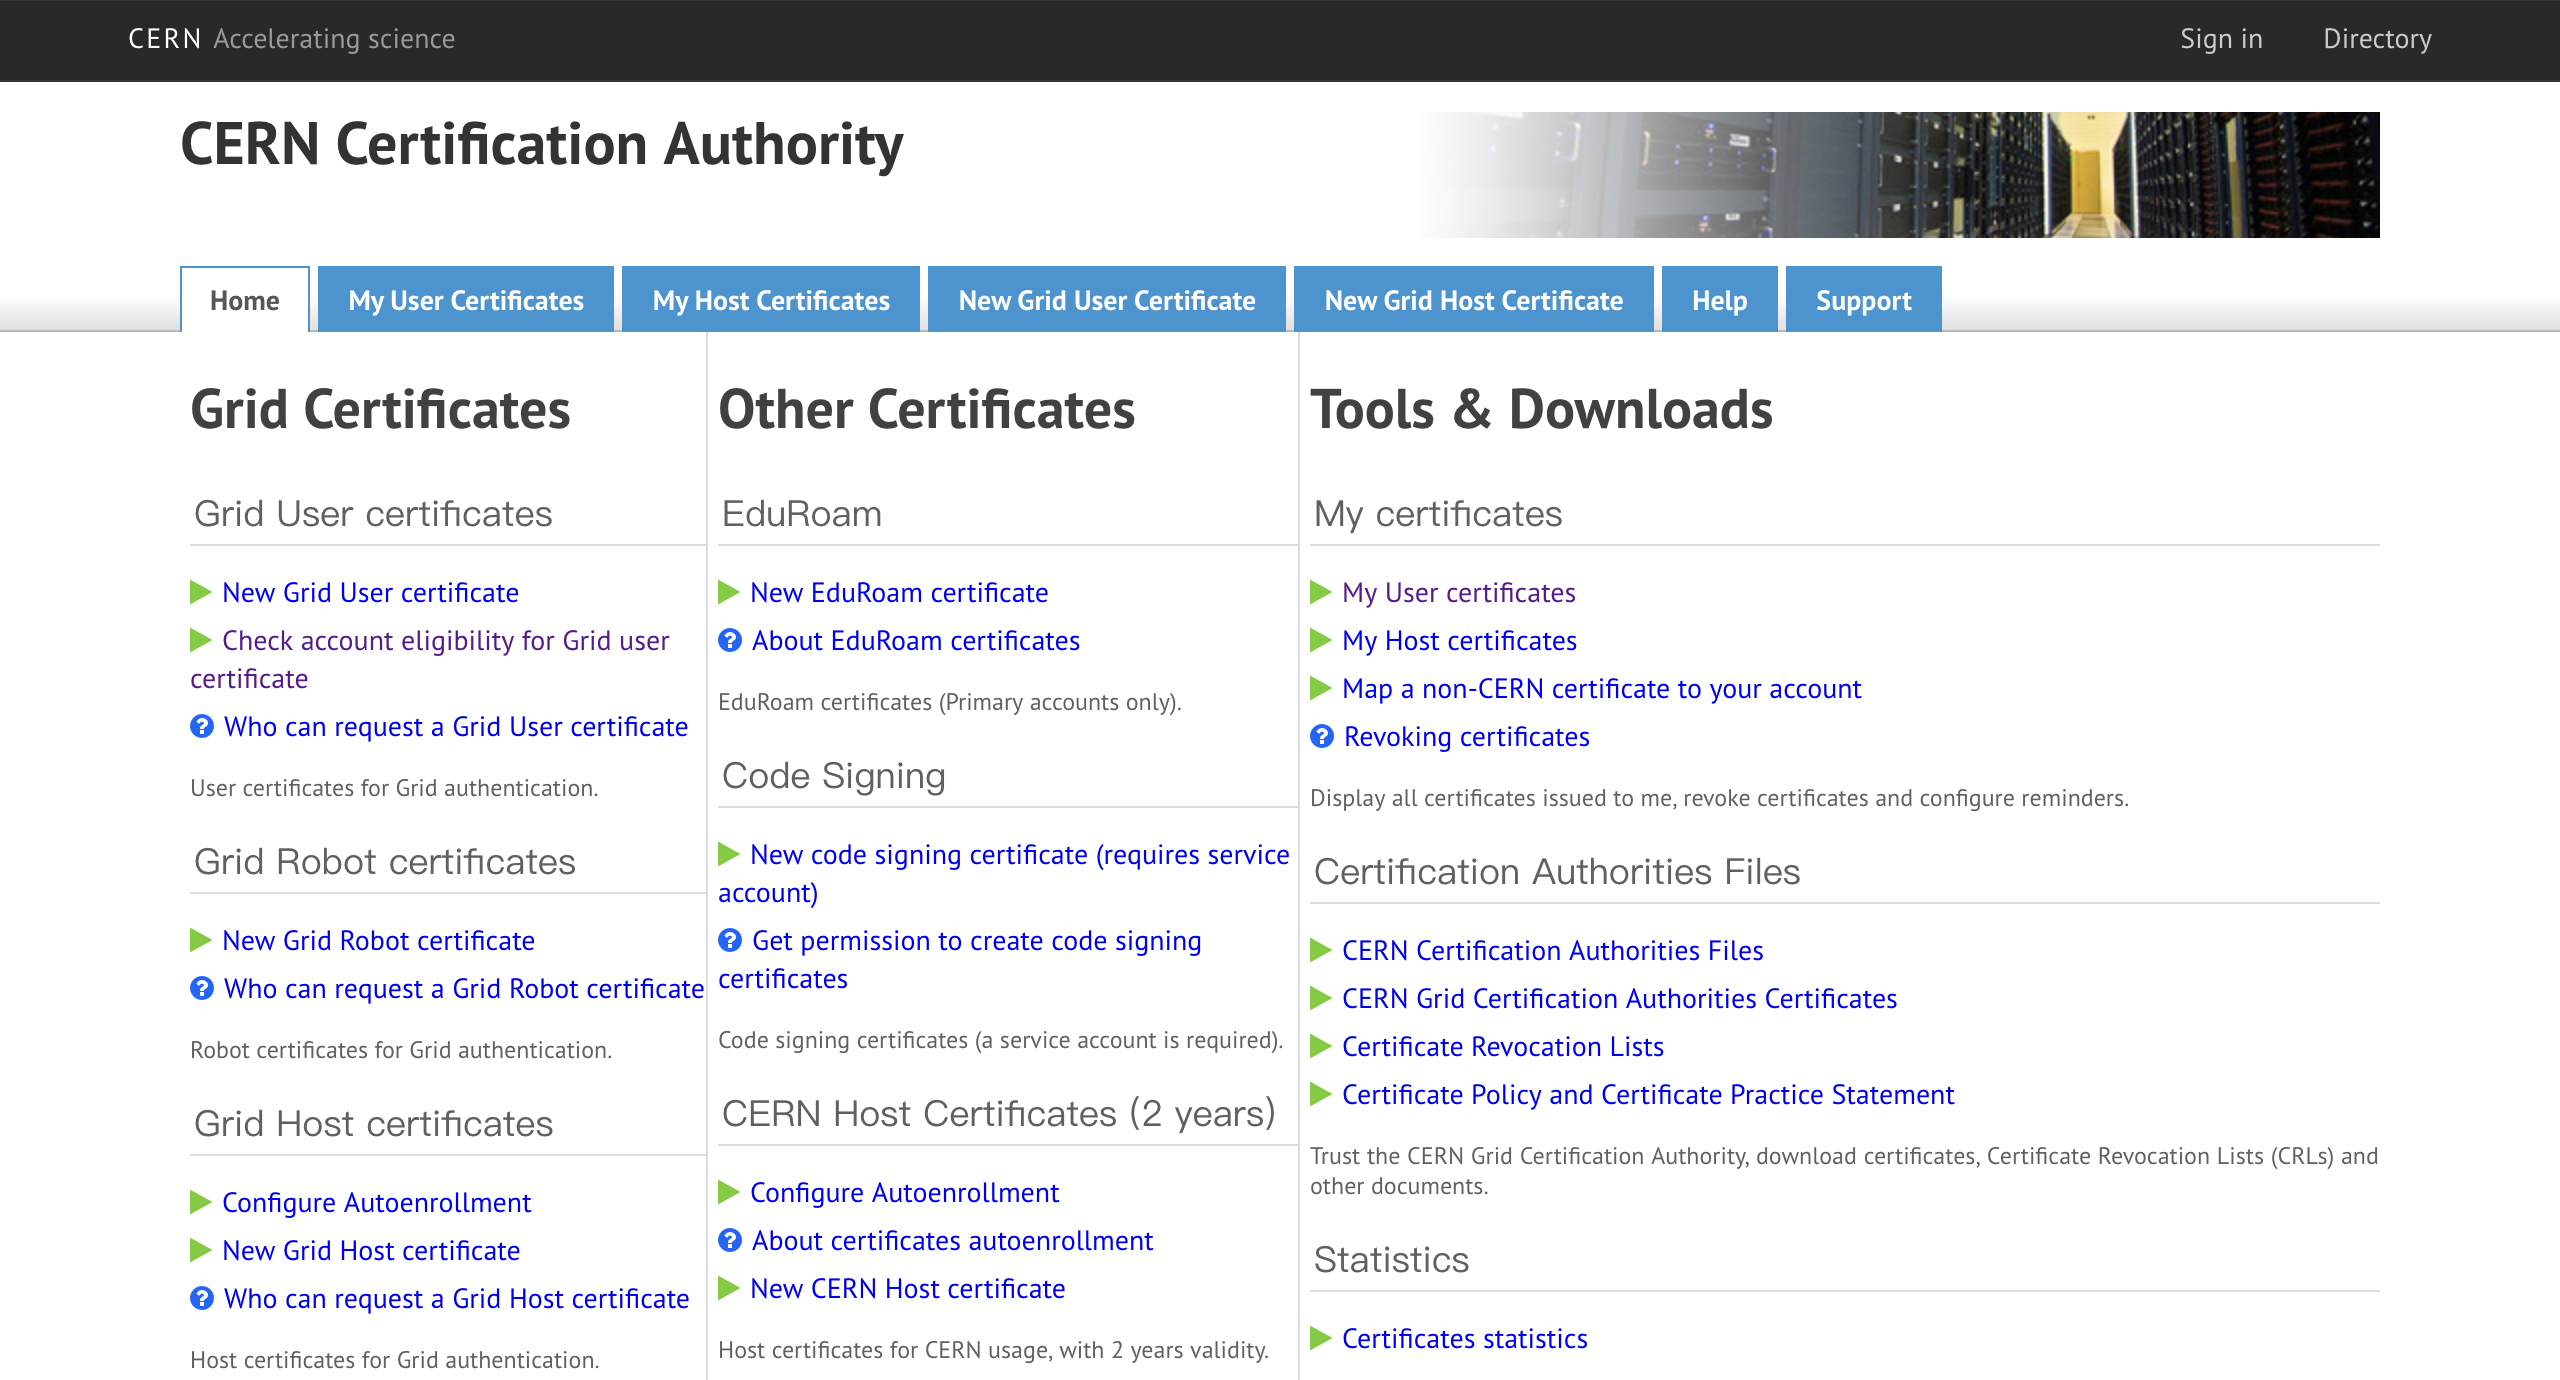 CERN Accelerating science
Sign in
Directory
CERN Certification Authority
Home
My User Certificates
My Host Certificates
New Grid User Certificate
New Grid Host Certificate
Help
Support
Grid Certificates
Grid User certificates
New Grid User certificate
Check account eligibility for Grid user
certificate
Who can request a Grid User certificate
User certificates for Grid authentication.
Grid Robot certificates
New Grid Robot certificate
Who can request a Grid Robot certificate
Robot certificates for Grid authentication.
Grid Host certificates
Configure Autoenrollment
New Grid Host certificate
Who can request a Grid Host certificate
Host certificates for Grid authentication.
Other Certificates
EduRoam
New EduRoam certificate
About EduRoam certificates
EduRoam certificates (Primary accounts only).
Code Signing
New code signing certificate (requires service
account)
Get permission to create code signing
certificates
Code signing certificates (a service account is required).
CERN Host Certificates (2 years)
Configure Autoenrollment
About certificates autoenrollment
New CERN Host certificate
Host certificates for CERN usage, with 2 years validity.
Tools & Downloads
My certificates
My User certificates
My Host certificates
Map a non-CERN certificate to your account
Revoking certificates
Display all certificates issued to me, revoke certificates and configure reminders.
Certification Authorities Files
CERN Certification Authorities Files
CERN Grid Certification Authorities Certificates
Certificate Revocation Lists
Certificate Policy and Certificate Practice Statement
Trust the CERN Grid Certification Authority, download certificates, Certificate Revocation Lists (CRLs) and
other documents.
Statistics
Certificates statistics